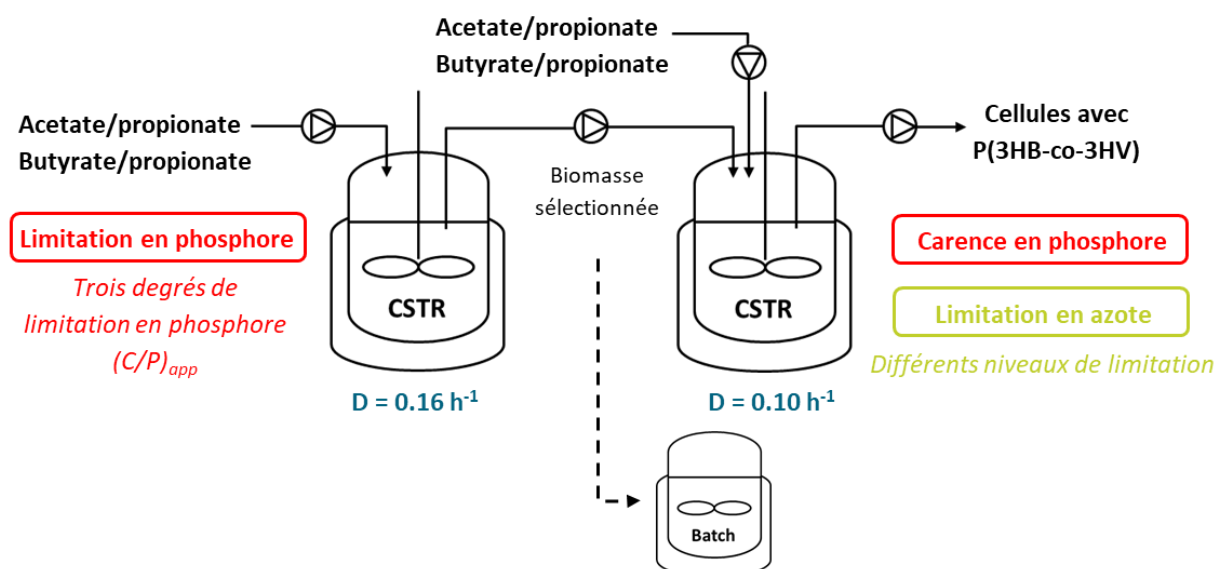 Acetate/propionate
Butyrate/propionate
Acetate/propionate
Butyrate/propionate
Limitation en phosphore
Trois degrés de
limitation en phosphore
(C/P)app
CSTR
D = 0.16 h-1
Biomasse
sélectionnée
CSTR
D = 0.10 h-1
Batch
Cellules avec
P(3HB-co-3HV)
Carence en phosphore
Limitation en azote
Différents niveaux de limitation